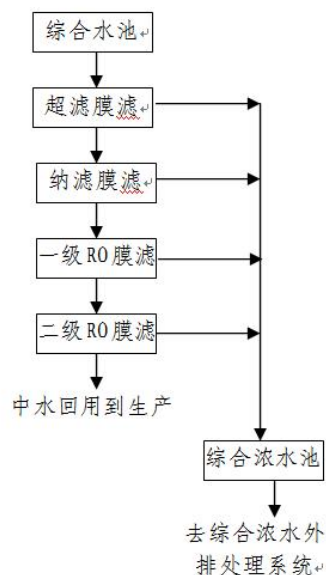 综合水池
超滤膜滤
纳滤膜滤
一级RO膜滤
二级RO膜滤
中水回用到生产
综合浓水池
去综合浓水外
排处理系统